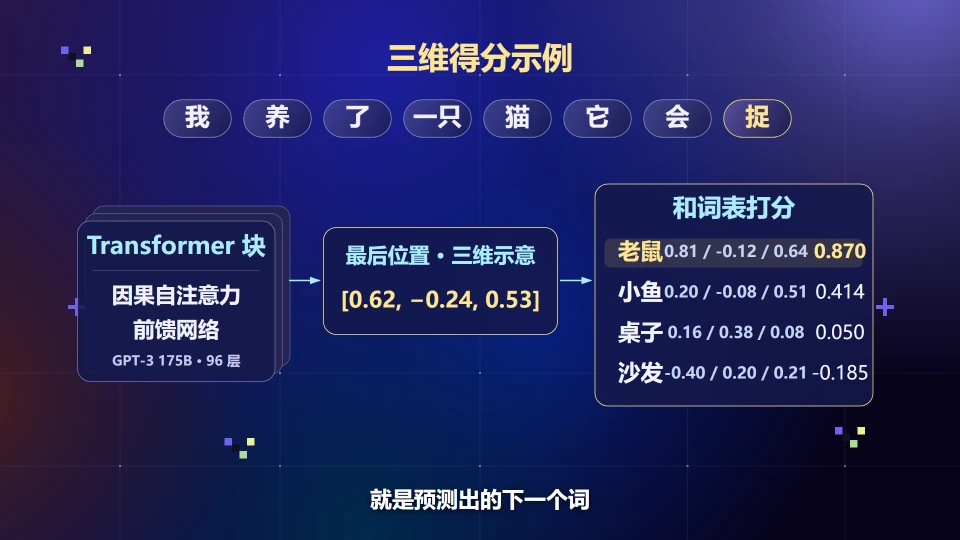 三维得分示例
我 养 了 一只 猫 它 会 捉
Transformer 块
因果自注意力
前馈网络
GPT-3 175B • 96 层
最后位置 • 三维示意
[0.62, −0.24, 0.53]
和词表打分
老鼠 0.81 / -0.12 / 0.64 0.870
小鱼 0.20 / -0.08 / 0.51 0.414
桌子 0.16 / 0.38 / 0.08 0.050
沙发 -0.40 / 0.20 / 0.21 -0.185
就是预测出的下一个词